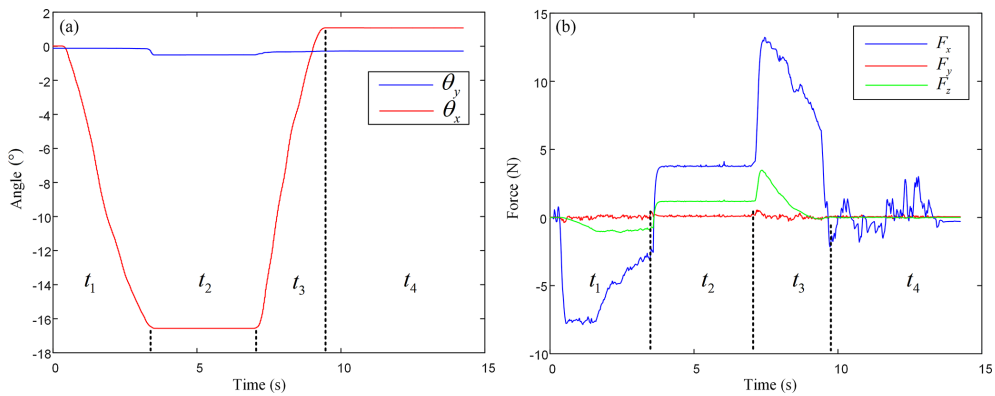 (a)
2
0
-2
-4
-6
-8
-10
-12
-14
-16
-18
Angle (°)
θy
θx
t1
t2
t3
t4
0
5
10
15
Time (s)
(b)
15
10
5
0
-5
-10
Force (N)
Fx
Fy
Fz
t1
t2
t3
t4
0
5
10
15
Time (s)